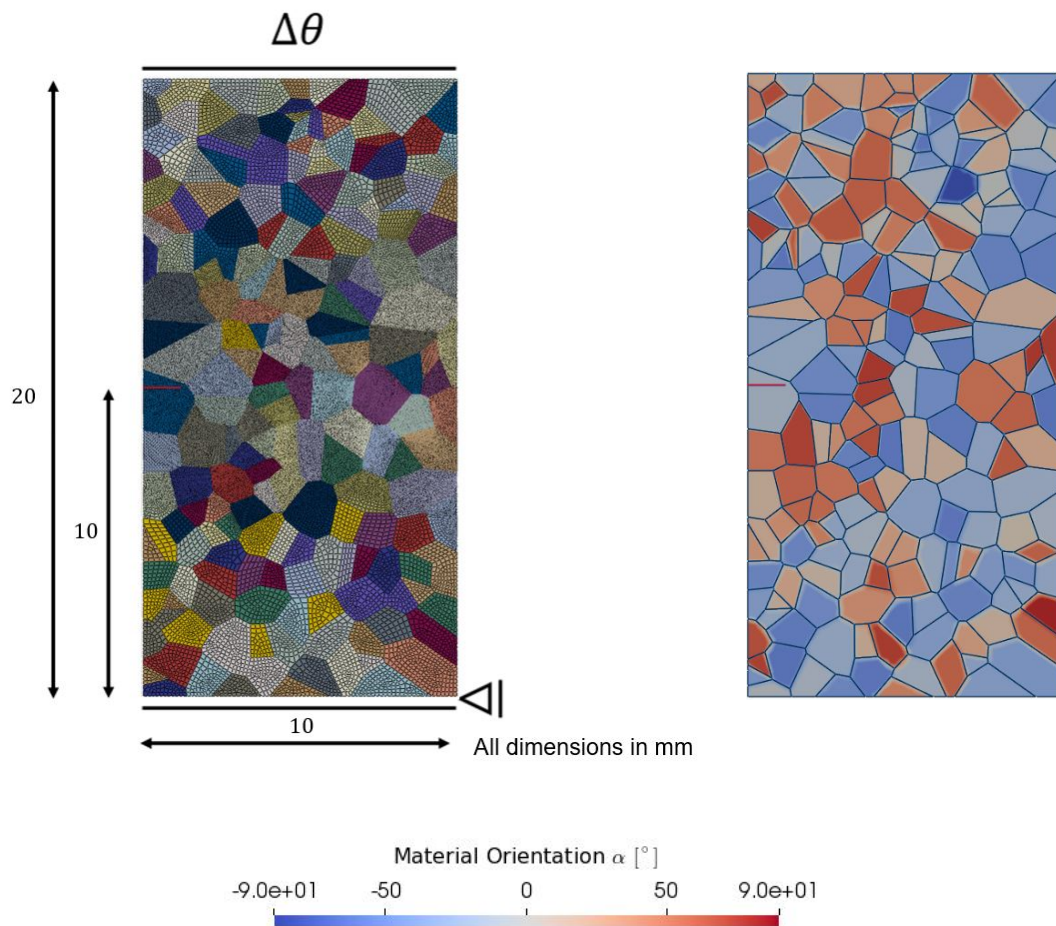 Δθ
20
10
10
All dimensions in mm
Material Orientation α [°]
-9.0e+01 -50 0 50 9.0e+01